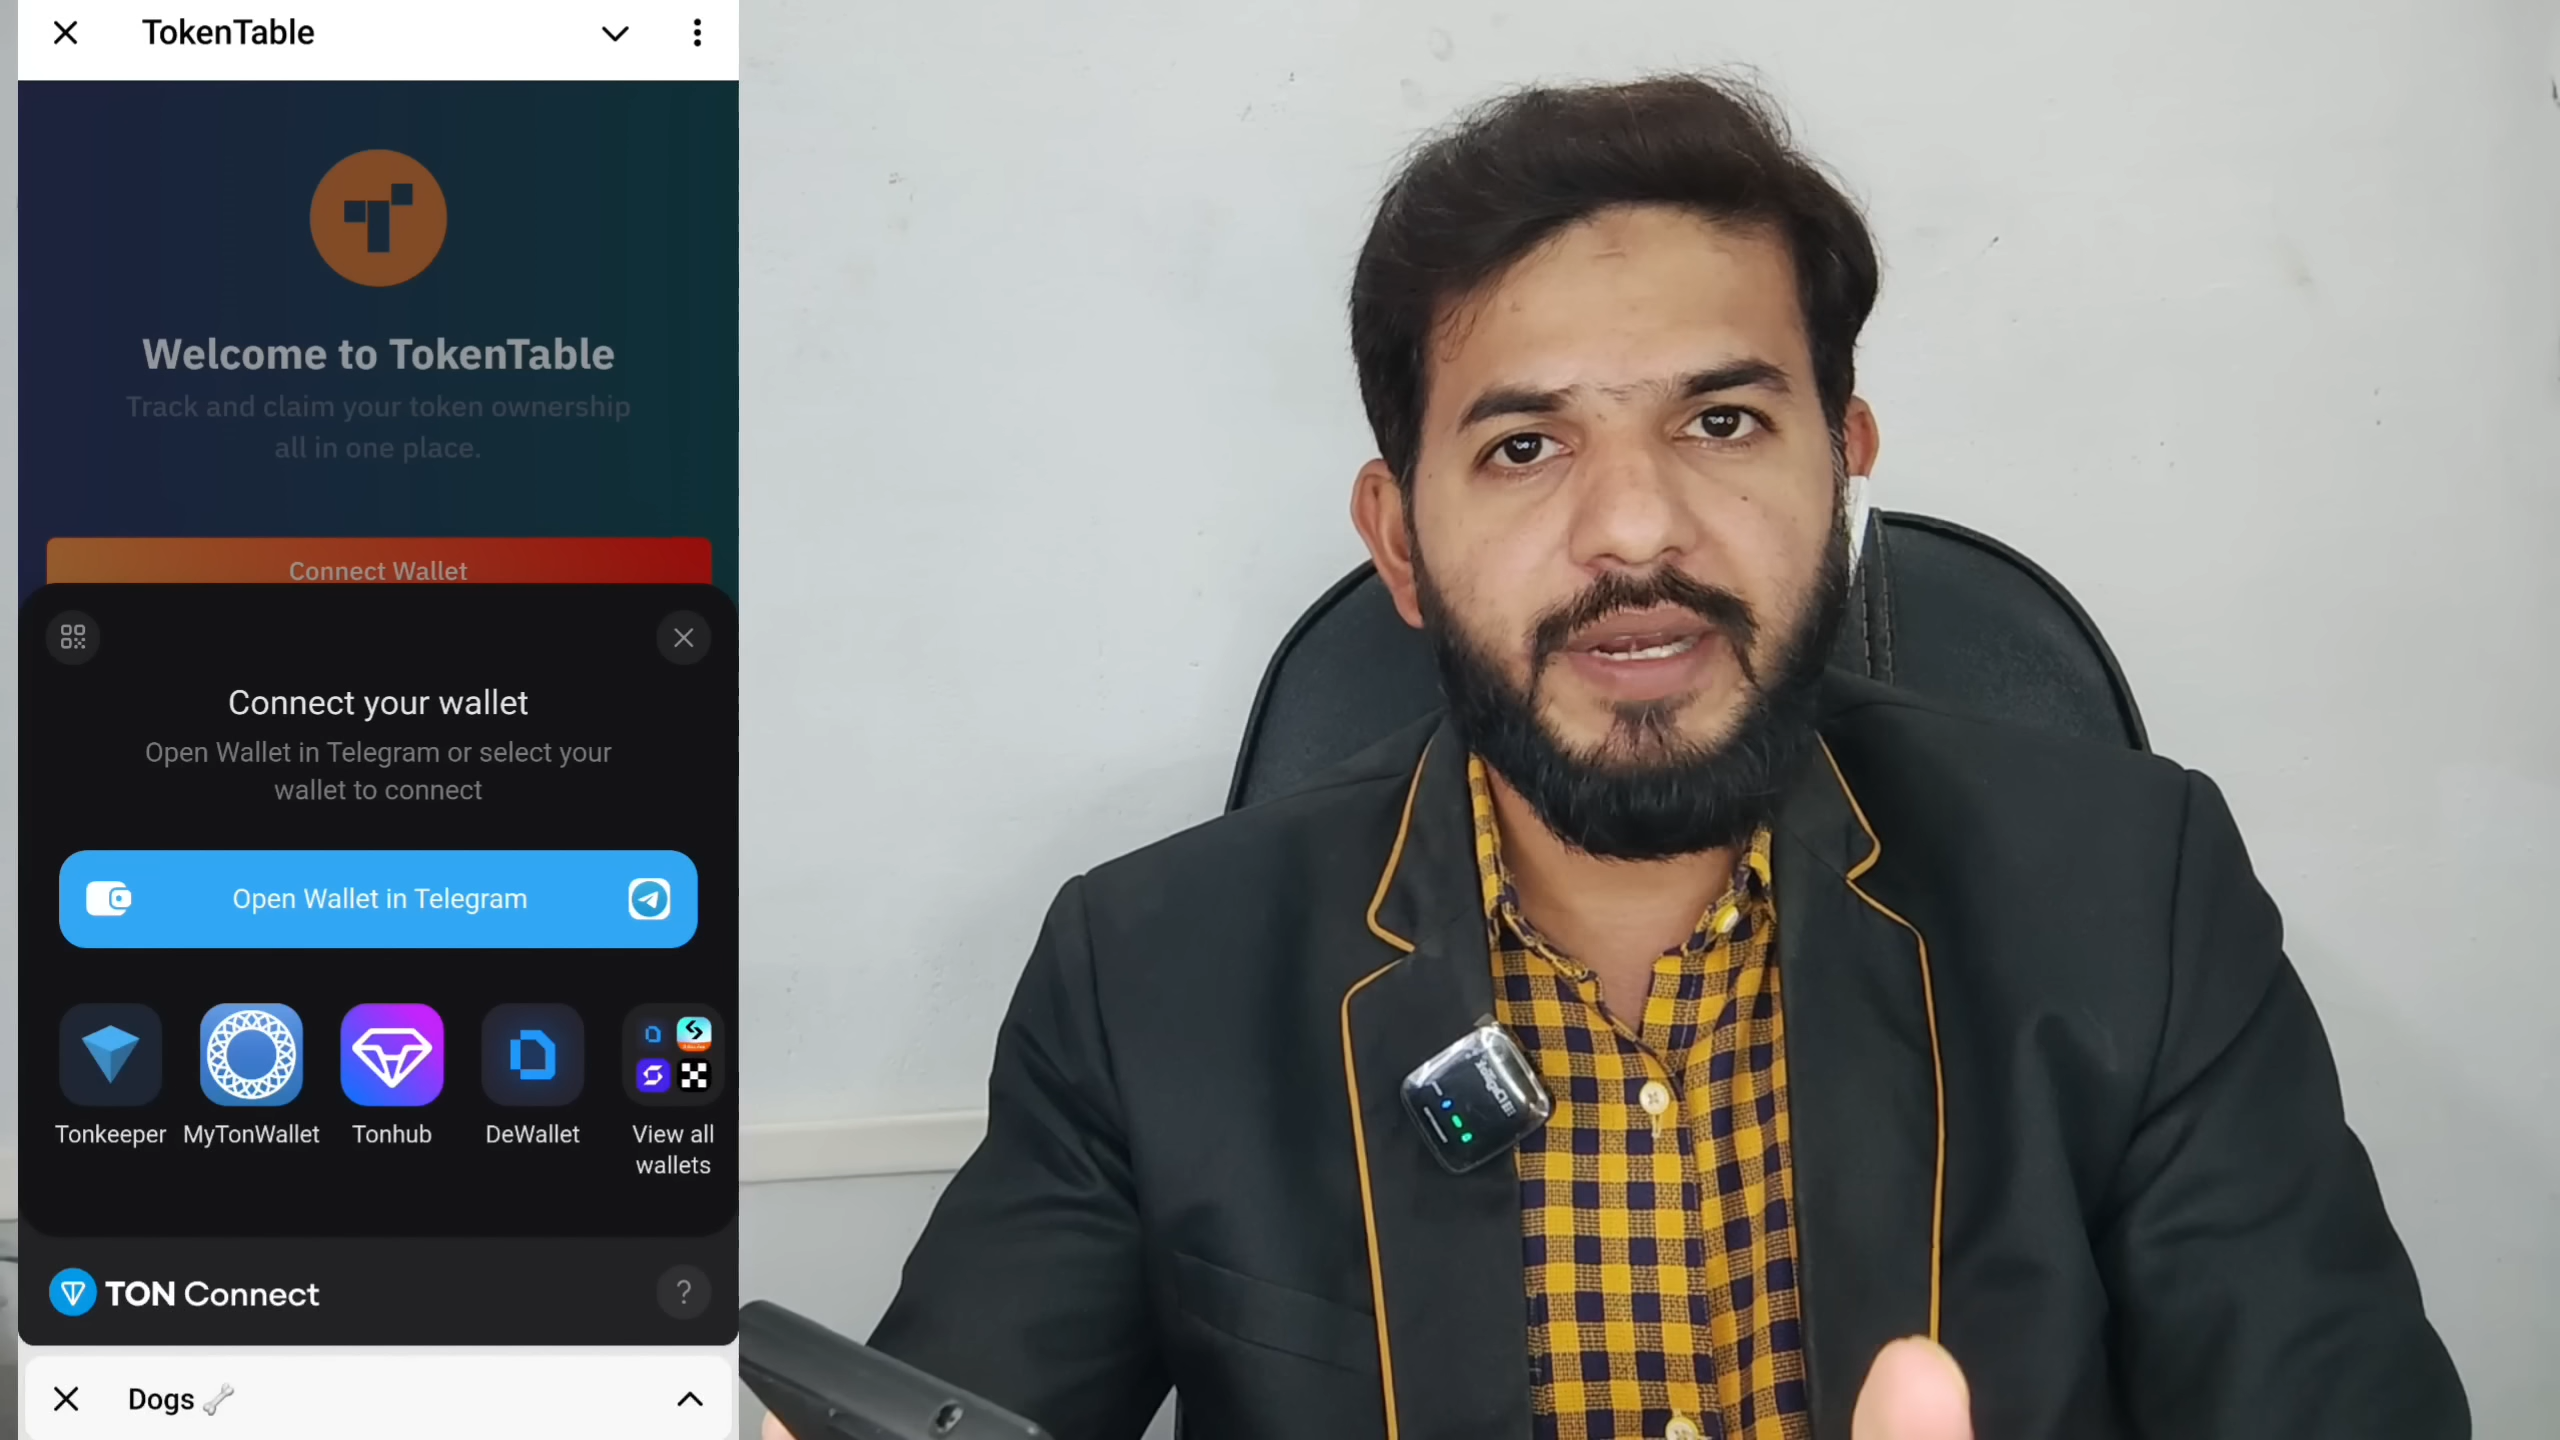 TokenTable
Welcome to TokenTable
Track and claim your token ownership
all in one place.
Connect Wallet
Connect your wallet
Open Wallet in Telegram or select your
wallet to connect
Open Wallet in Telegram
Tonkeeper
MyTonWallet
Tonhub
DeWallet
View all
wallets
TON Connect
?
Dogs